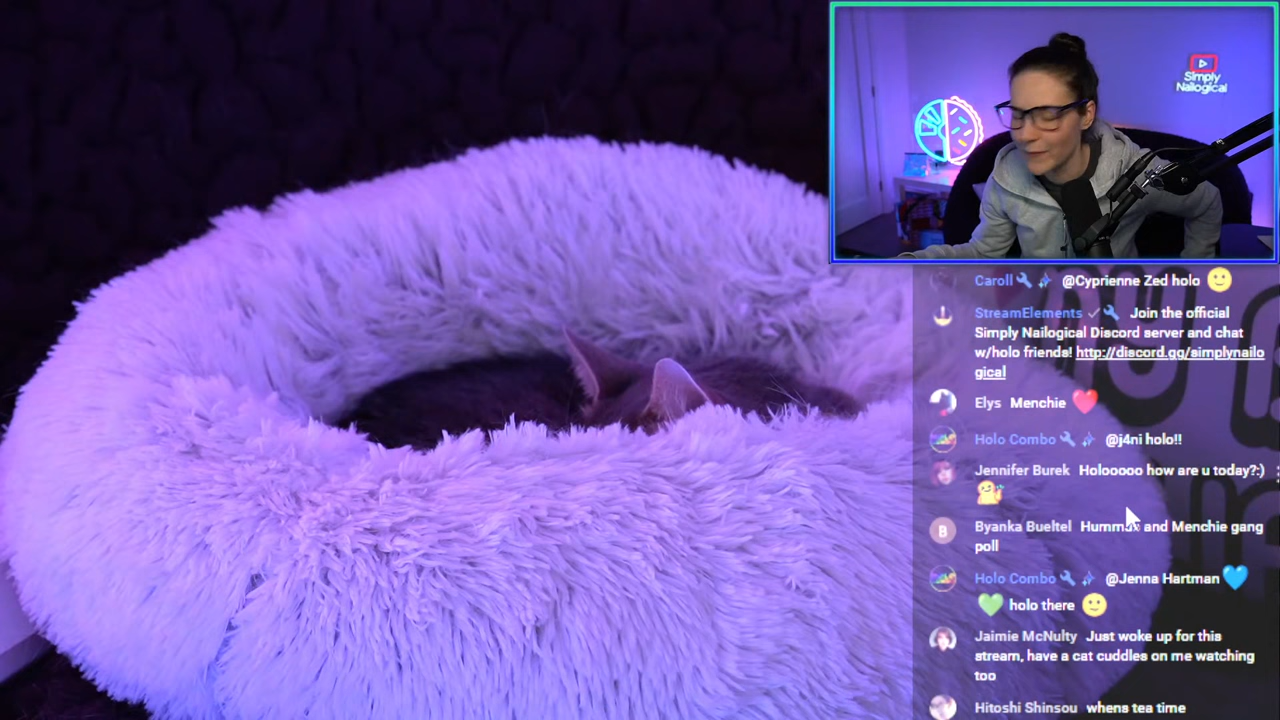 Simply
Nailogical
Caroll @Cyprienne Zed holo
StreamElements Join the official
Simply Nailogical Discord server and chat
w/holo friends! http://discord.gg/simplynailo
gical
Elys Menchie
Holo Combo @j4ni holo!!
Jennifer Burek Holooooo how are u today?:)
B
Byanka Bueltel and Menchie gang
poll
Holo Combo @Jenna Hartman
holo there
Jaimie McNulty Just woke up for this
stream, have a cat cuddles on me watching
too
Hitoshi Shinsou whens tea time